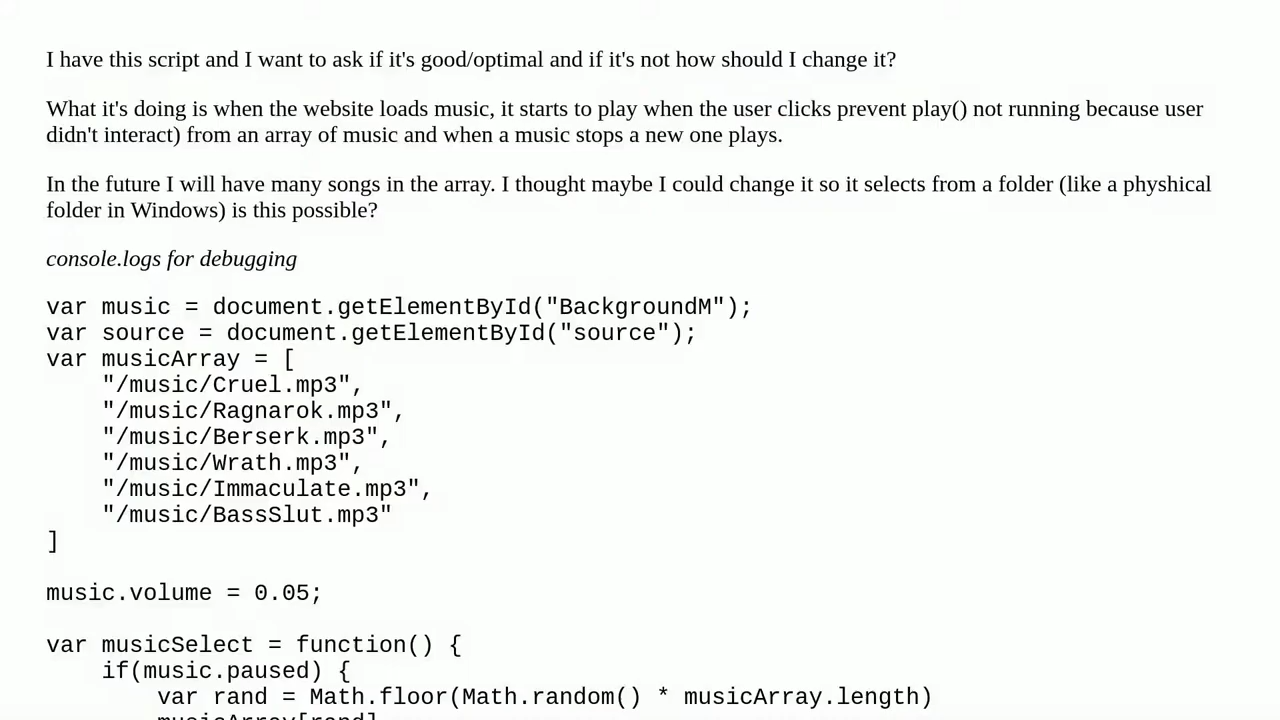 I have this script and I want to ask if it's good/optimal and if it's not how should I change it?
What it's doing is when the website loads music, it starts to play when the user clicks prevent play() not running because user
didn't interact) from an array of music and when a music stops a new one plays.
In the future I will have many songs in the array. I thought maybe I could change it so it selects from a folder (like a physhical
folder in Windows) is this possible?
console.logs for debugging
var music = document.getElementById("BackgroundM");
var source = document.getElementById("source");
var musicArray = [
    "/music/Cruel.mp3",
    "/music/Ragnarok.mp3",
    "/music/Berserk.mp3",
    "/music/Wrath.mp3",
    "/music/Immaculate.mp3",
    "/music/BassSlut.mp3"
]
music.volume = 0.05;
var musicSelect = function() {
    if(music.paused) {
        var rand = Math.floor(Math.random() * musicArray.length)
        musicArray[rand]